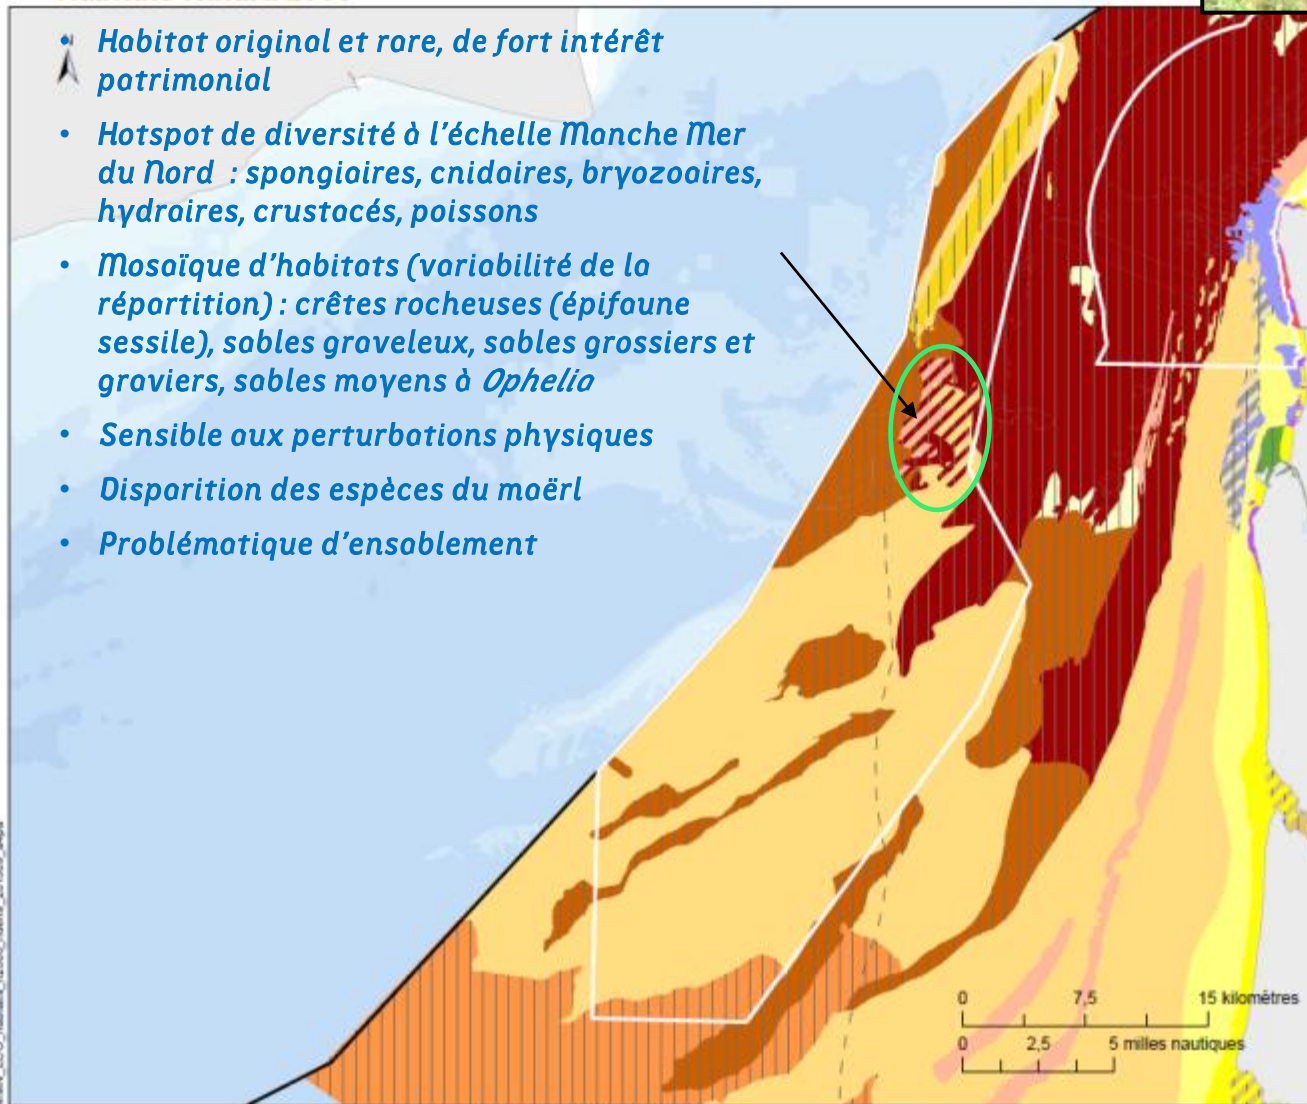 Habitat original et rare, de fort intérêt
patrimonial
• Hotspot de diversité à l'échelle Manche Mer
du Nord : spongiaires, cnidaires, bryozoaires,
hydraires, crustacés, poissons
• Mosaïque d'habitats (variabilité de la
répartition) : crêtes rocheuses (épifaune
sessile), sables graveleux, sables grossiers et
graviers, sables moyens à Ophelia
• Sensible aux perturbations physiques
• Disparition des espèces du maërl
• Problématique d'ensablement
0 7,5 15 kilomètres
0 2,5 5 milles nautiques